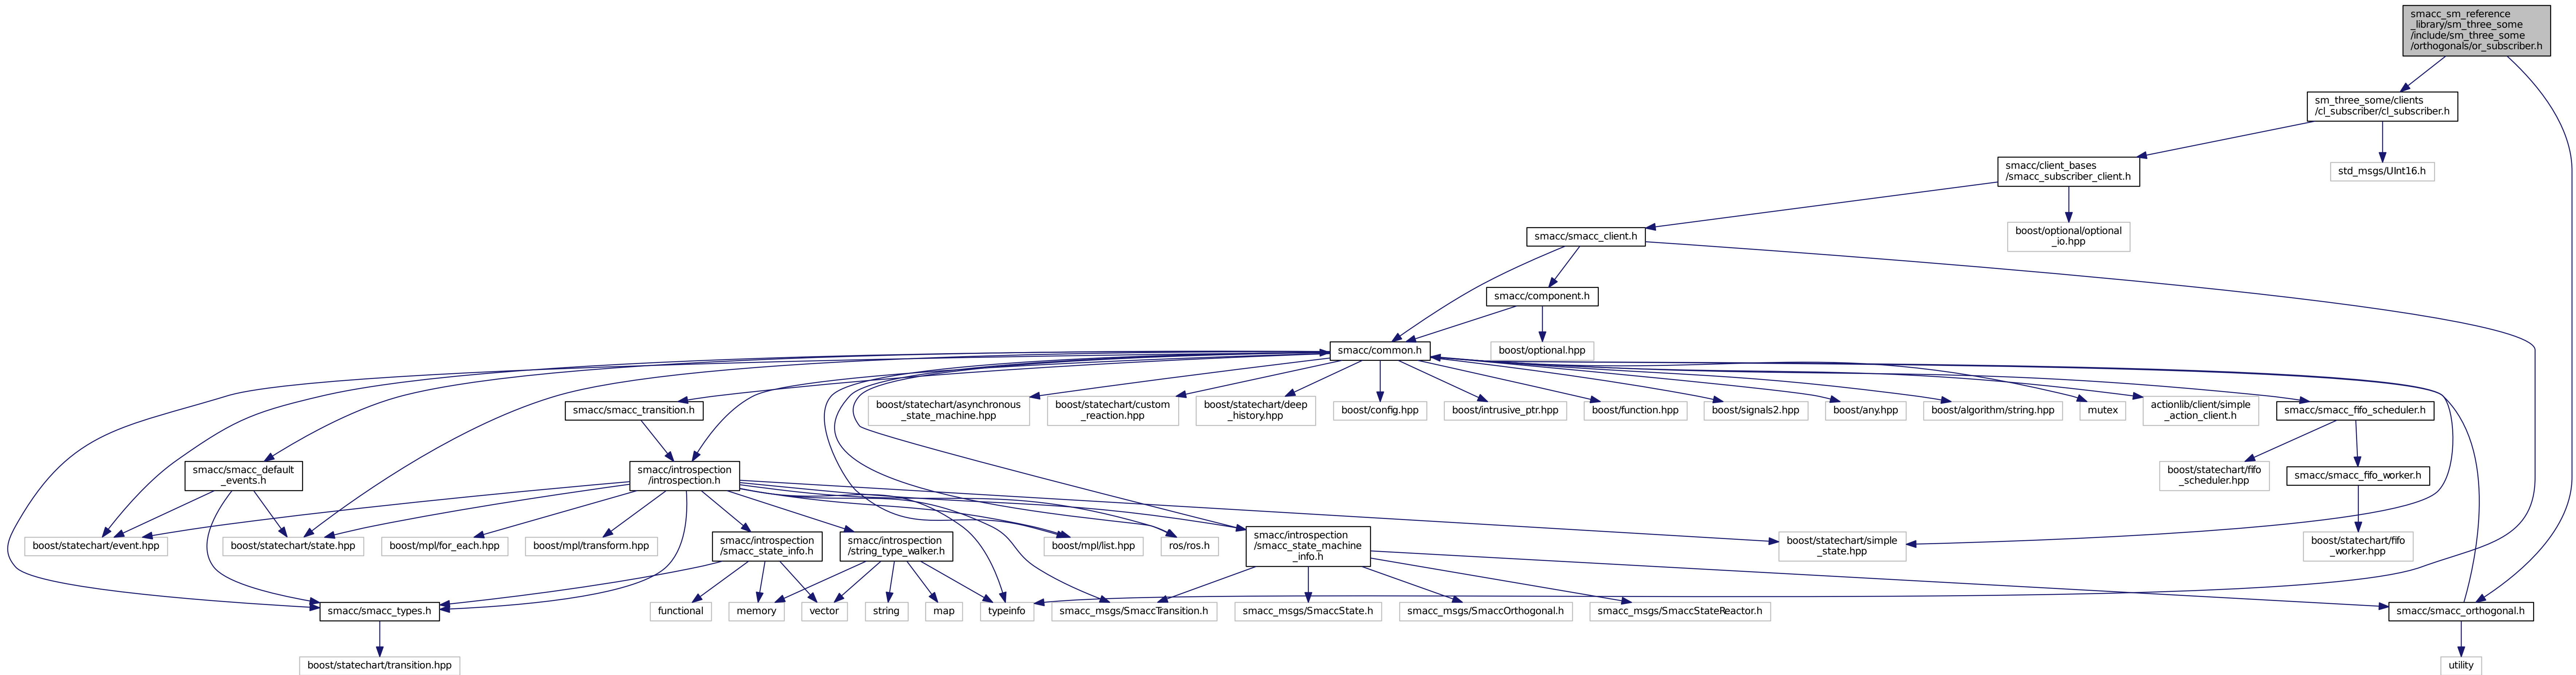 smacc_sm_reference
_library/sm_three_some
/include/sm_three_some
/orthogonals/or_subscriber.h
sm_three_some/clients
/cl_subscriber/cl_subscriber.h
smacc/client_bases
/smacc_subscriber_client.h
std_msgs/UInt16.h
smacc/smacc_client.h
boost/optional/optional
_io.hpp
smacc/component.h
smacc/common.h
boost/optional.hpp
smacc/smacc_transition.h
boost/statechart/asynchronous
_state_machine.hpp
boost/statechart/custom
_reaction.hpp
boost/statechart/deep
_history.hpp
boost/config.hpp
boost/intrusive_ptr.hpp
boost/function.hpp
boost/signals2.hpp
boost/any.hpp
boost/algorithm/string.hpp
mutex
actionlib/client/simple
_action_client.h
smacc/smacc_fifo_scheduler.h
smacc/smacc_default
_events.h
smacc/introspection
/introspection.h
boost/statechart/fifo
_scheduler.hpp
smacc/smacc_fifo_worker.h
boost/statechart/event.hpp
boost/statechart/state.hpp
boost/mpl/for_each.hpp
boost/mpl/transform.hpp
smacc/introspection
/smacc_state_info.h
smacc/introspection
/string_type_walker.h
boost/mpl/list.hpp
ros/ros.h
smacc/introspection
/smacc_state_machine
_info.h
boost/statechart/simple
_state.hpp
boost/statechart/fifo
_worker.hpp
smacc/smacc_types.h
functional
memory
vector
string
map
typeinfo
smacc_msgs/SmaccTransition.h
smacc_msgs/SmaccState.h
smacc_msgs/SmaccOrthogonal.h
smacc_msgs/SmaccStateReactor.h
smacc/smacc_orthogonal.h
boost/statechart/transition.hpp
utility